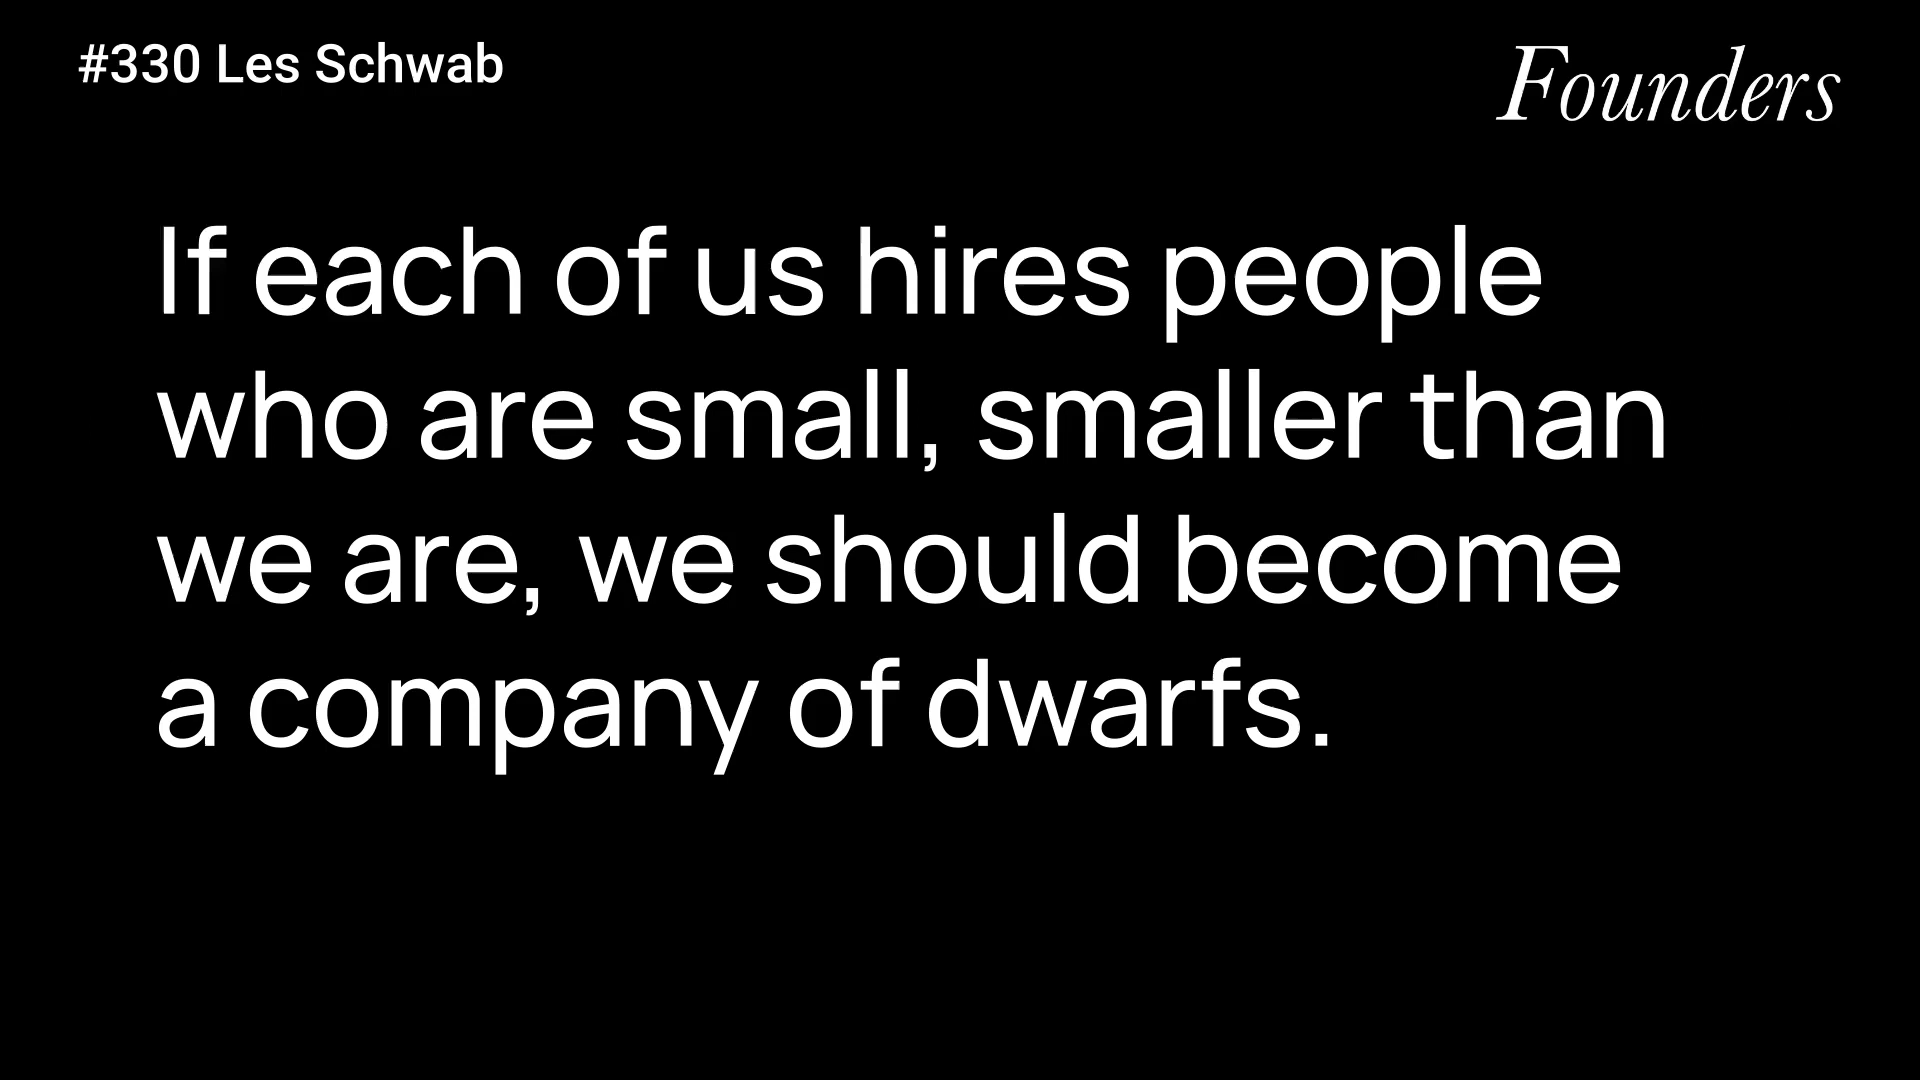 #330 Les Schwab
Founders
If each of us hires people
who are small, smaller than
we are, we should become
a company of dwarfs.